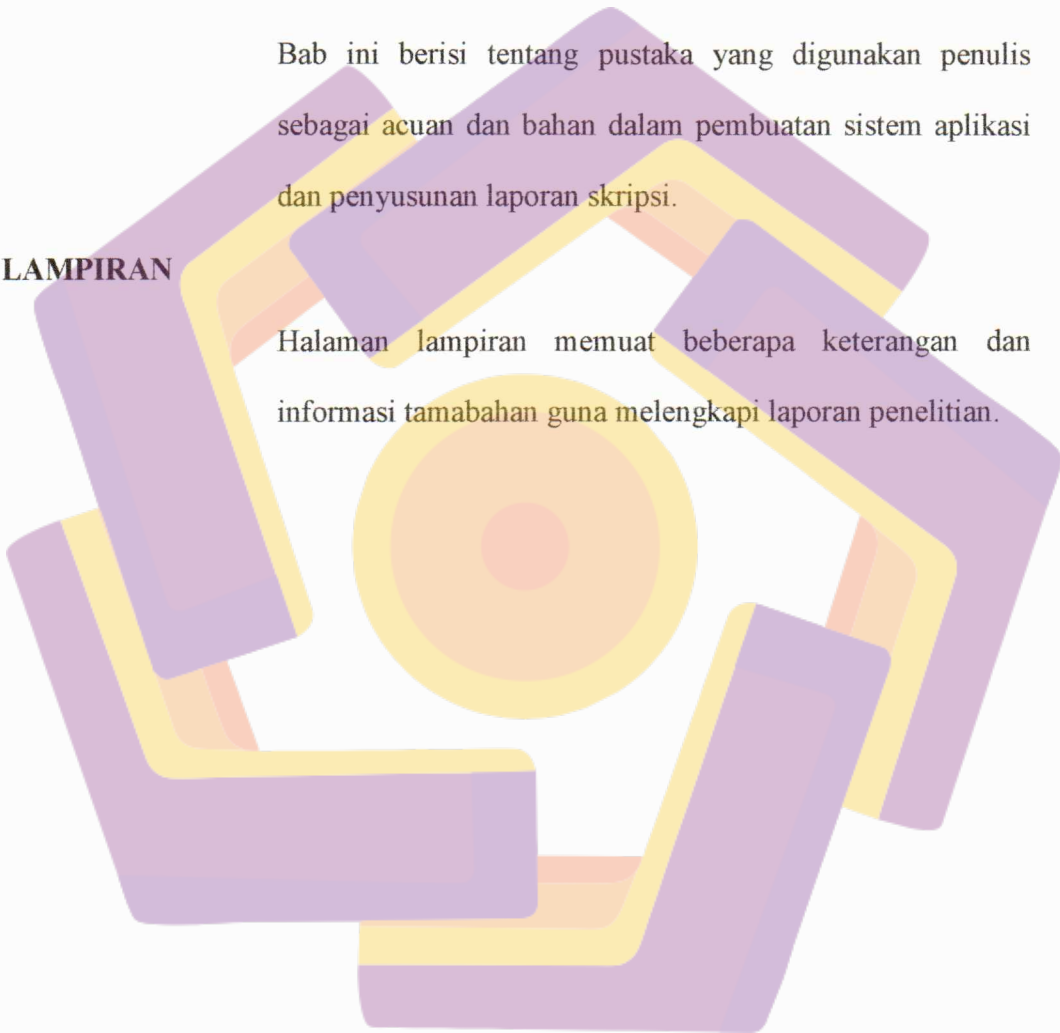 Bab ini berisi tentang pustaka yang digunakan penulis
sebagai acuan dan bahan dalam pembuatan sistem aplikasi
dan penyusunan laporan skripsi.
LAMPIRAN
Halaman lampiran memuat beberapa keterangan dan
informasi tamabahan guna melengkapi laporan penelitian.